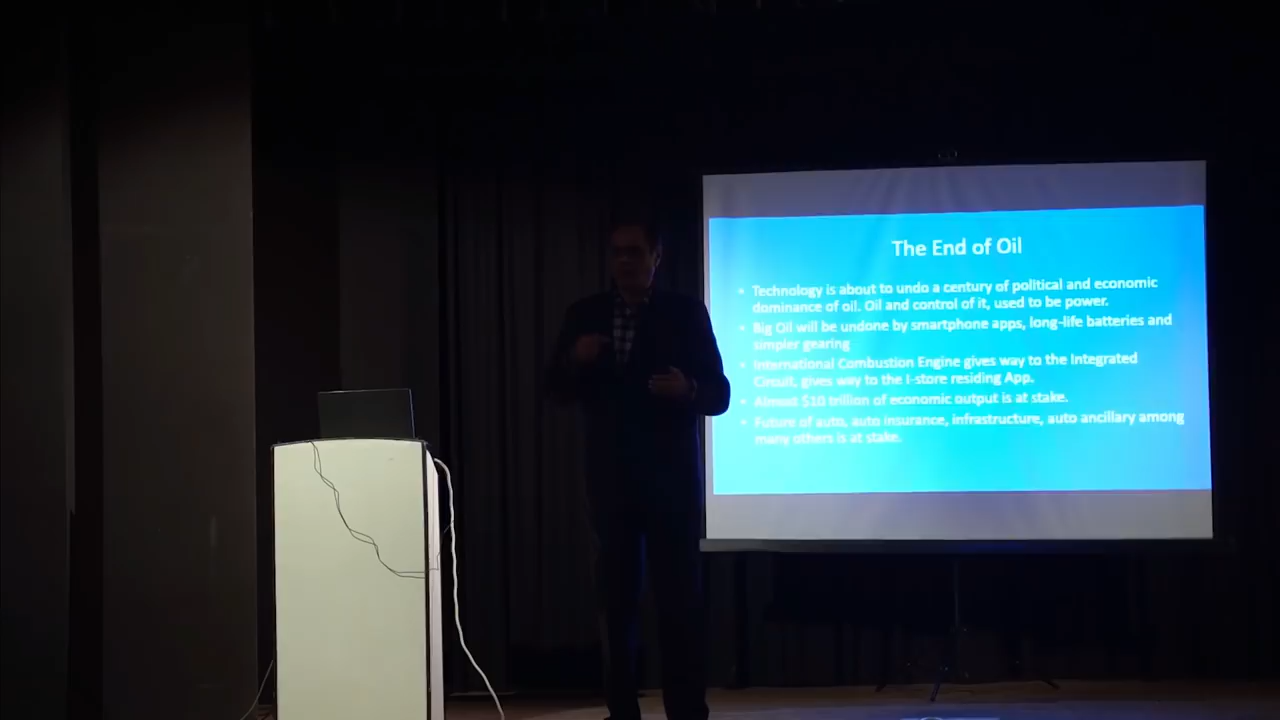 The End of Oil
• Technology is about to undo a century of political and economic
dominance of oil. Oil and control of it, used to be power.
• Big Oil will be undone by smartphone apps, long-life batteries and
simpler gearing
• International Combustion Engine gives way to the Integrated
Circuit, gives way to the i-store residing App.
• Almost $10 trillion of economic output is at stake.
• Future of auto, auto insurance, infrastructure, auto ancillary among
many others is at stake.